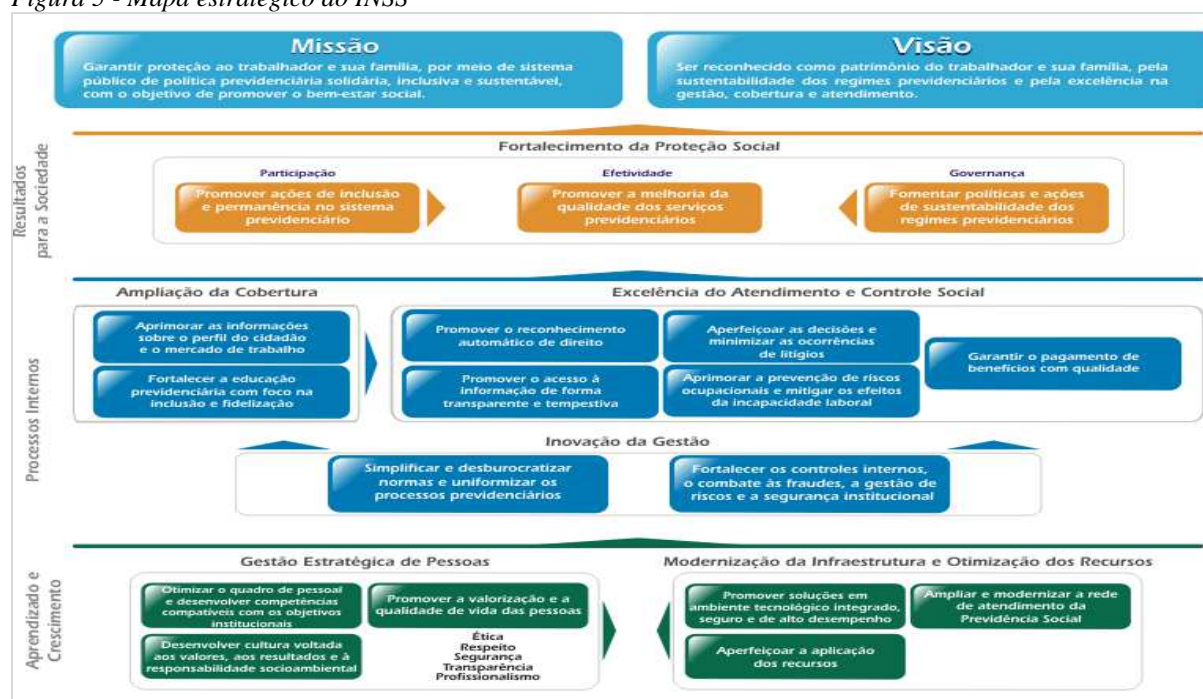 Figura 5 - Mapa estratégico do INSS
Missão
Garantir proteção ao trabalhador e sua família, por meio de sistema
público de política previdenciária solidária, inclusiva e sustentável,
com o objetivo de promover o bem-estar social.
Visão
Ser reconhecido como patrimônio do trabalhador e sua família, pela
sustentabilidade dos regimes previdenciários e pela excelência na
gestão, cobertura e atendimento.
Resultados
para a Sociedade
Fortalecimento da Proteção Social
Participação
Promover ações de inclusão
e permanência no sistema
previdenciário
Efetividade
Promover a melhoria da
qualidade dos serviços
previdenciários
Governança
Fomentar políticas e ações
de sustentabilidade dos
regimes previdenciários
Processos Internos
Ampliação da Cobertura
Aprimorar as informações
sobre o perfil do cidadão
e o mercado de trabalho
Fortalecer a educação
previdenciária com foco na
inclusão e fidelização
Excelência do Atendimento e Controle Social
Promover o reconhecimento
automático de direito
Aperfeiçoar as decisões e
minimizar as ocorrências
de litígios
Promover o acesso à
informação de forma
transparente e tempestiva
Aprimorar a prevenção de riscos
ocupacionais e mitigar os efeitos
da incapacidade laboral
Garantir o pagamento de
benefícios com qualidade
Inovação da Gestão
Simplificar e desburocratizar
normas e uniformizar os
processos previdenciários
Fortalecer os controles internos,
o combate às fraudes, a gestão de
riscos e a segurança institucional
Aprendizado e
Crescimento
Gestão Estratégica de Pessoas
Otimizar o quadro de pessoal
e desenvolver competências
compatíveis com os objetivos
institucionais
Promover a valorização e a
qualidade de vida das pessoas
Desenvolver cultura voltada
aos valores, aos resultados e à
responsabilidade socioambiental
Ética
Respeito
Segurança
Transparência
Profissionalismo
Modernização da Infraestrutura e Otimização dos Recursos
Promover soluções em
ambiente tecnológico integrado,
seguro e de alto desempenho
Ampliar e modernizar a rede
de atendimento da
Previdência Social
Aperfeiçoar a aplicação
dos recursos